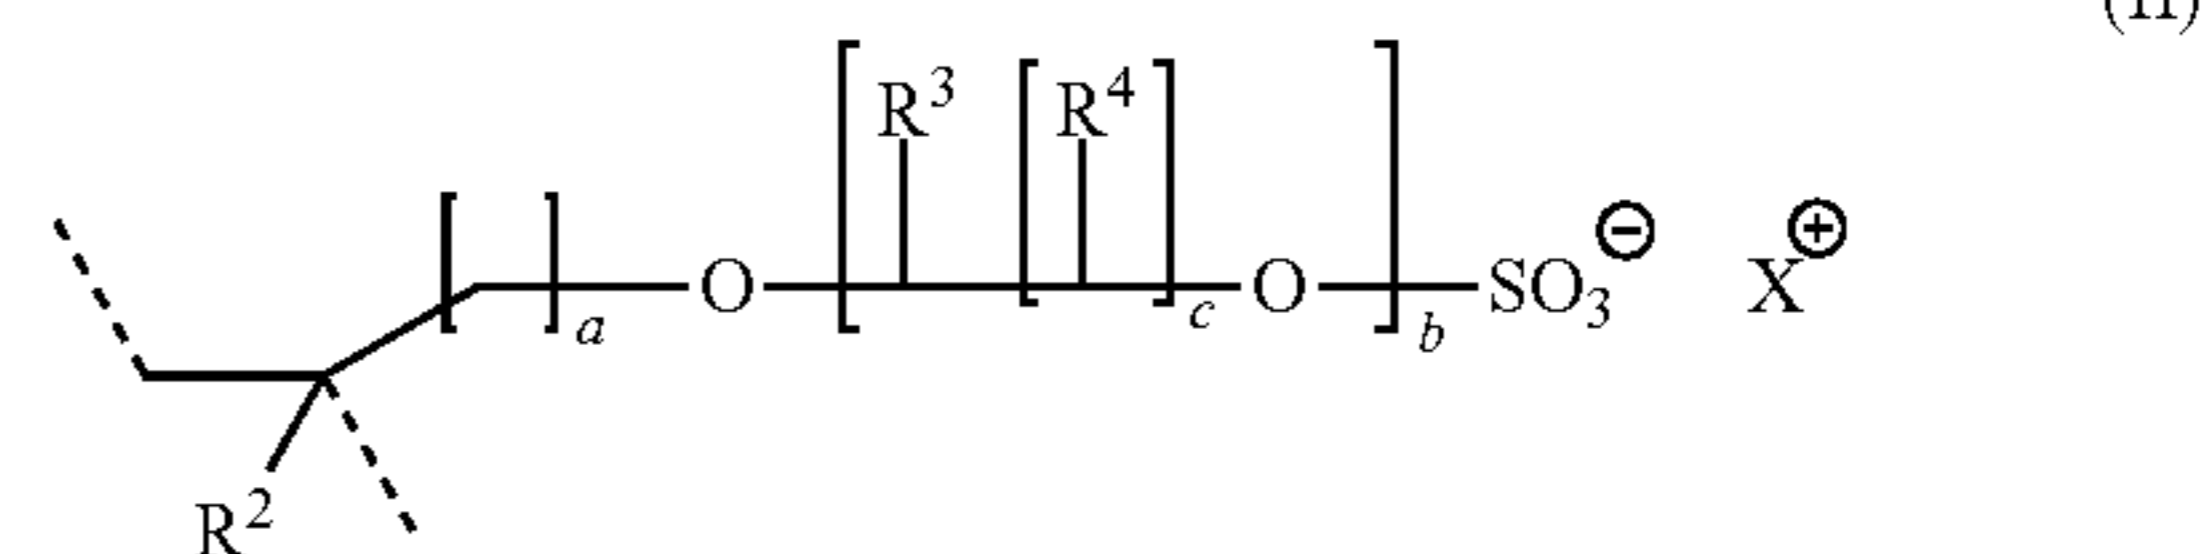 (II)
R³ R⁴
[ ]a O [ [ ]c O ]b SO₃⊖ X⊕
R²